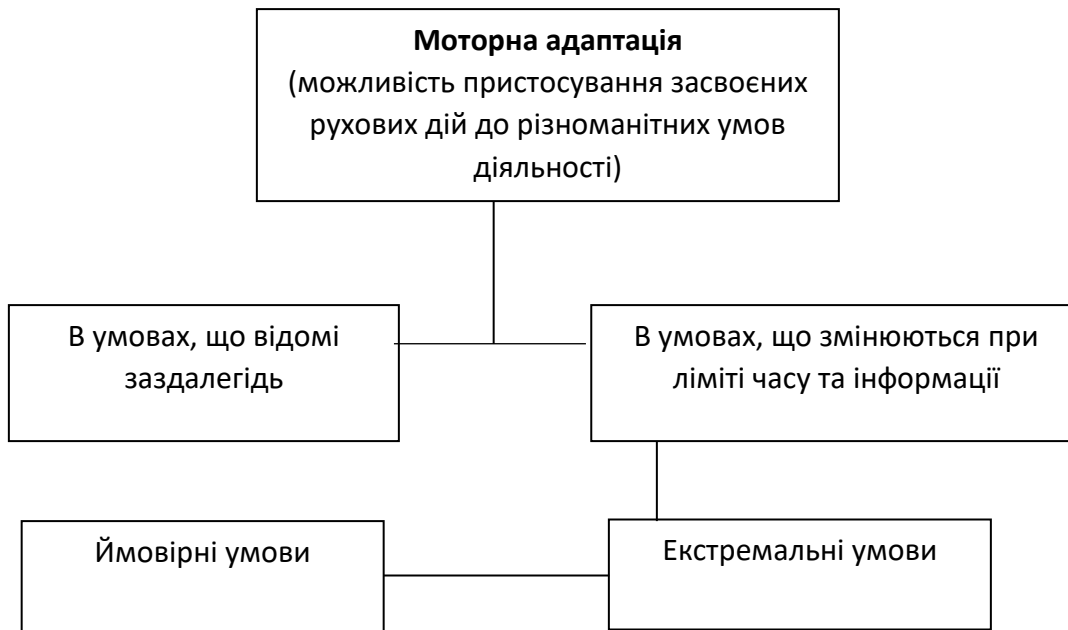 Моторна адаптація
(можливість пристосування засвоєних
рухових дій до різноманітних умов
діяльності)
В умовах, що відомі
заздалегідь
В умовах, що змінюються при
ліміті часу та інформації
Ймовірні умови
Екстремальні умови